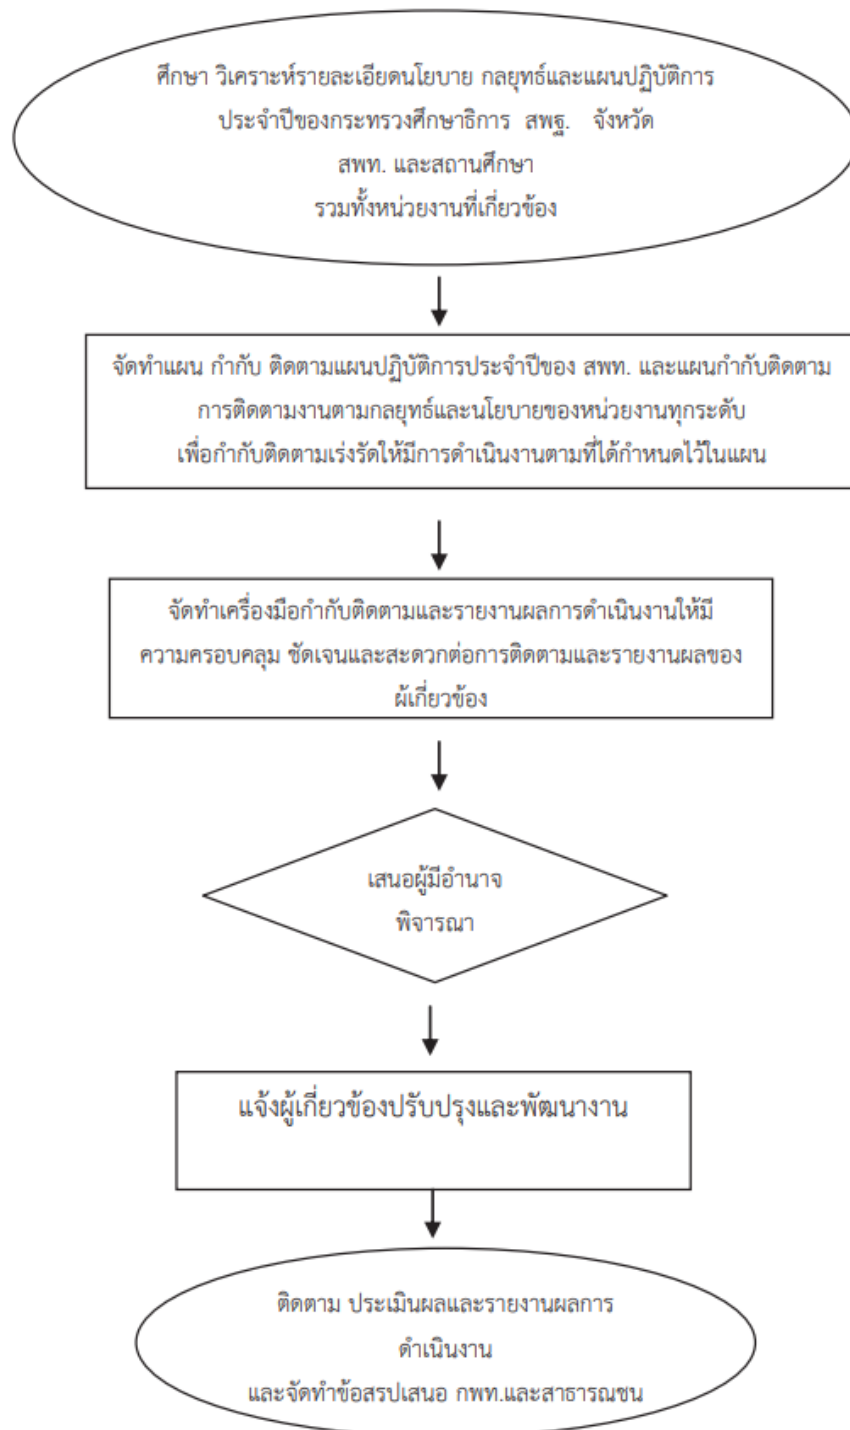 ศึกษา วิเคราะห์รายละเอียดนโยบาย กลยุทธ์และแผนปฏิบัติการ
ประจำปีของกระทรวงศึกษาธิการ สพฐ. จังหวัด
สพท. และสถานศึกษา
รวมทั้งหน่วยงานที่เกี่ยวข้อง
จัดทำแผน กำกับ ติดตามแผนปฏิบัติการประจำปีของ สพท. และแผนกำกับติดตาม
การติดตามงานตามกลยุทธ์และนโยบายของหน่วยงานทุกระดับ
เพื่อกำกับติดตามเร่งรัดให้มีการดำเนินงานตามที่ได้กำหนดไว้ในแผน
จัดทำเครื่องมือกำกับติดตามและรายงานผลการดำเนินงานให้มี
ความครอบคลุม ชัดเจนและสะดวกต่อการติดตามและรายงานผลของ
ผ้เกี่ยวข้อง
เสนอผู้มีอำนาจ
พิจารณา
แจ้งผู้เกี่ยวข้องปรับปรุงและพัฒนางาน
ติดตาม ประเมินผลและรายงานผลการ
ดำเนินงาน
และจัดทำข้อสรปเสนอ กพท.และสาธารณชน